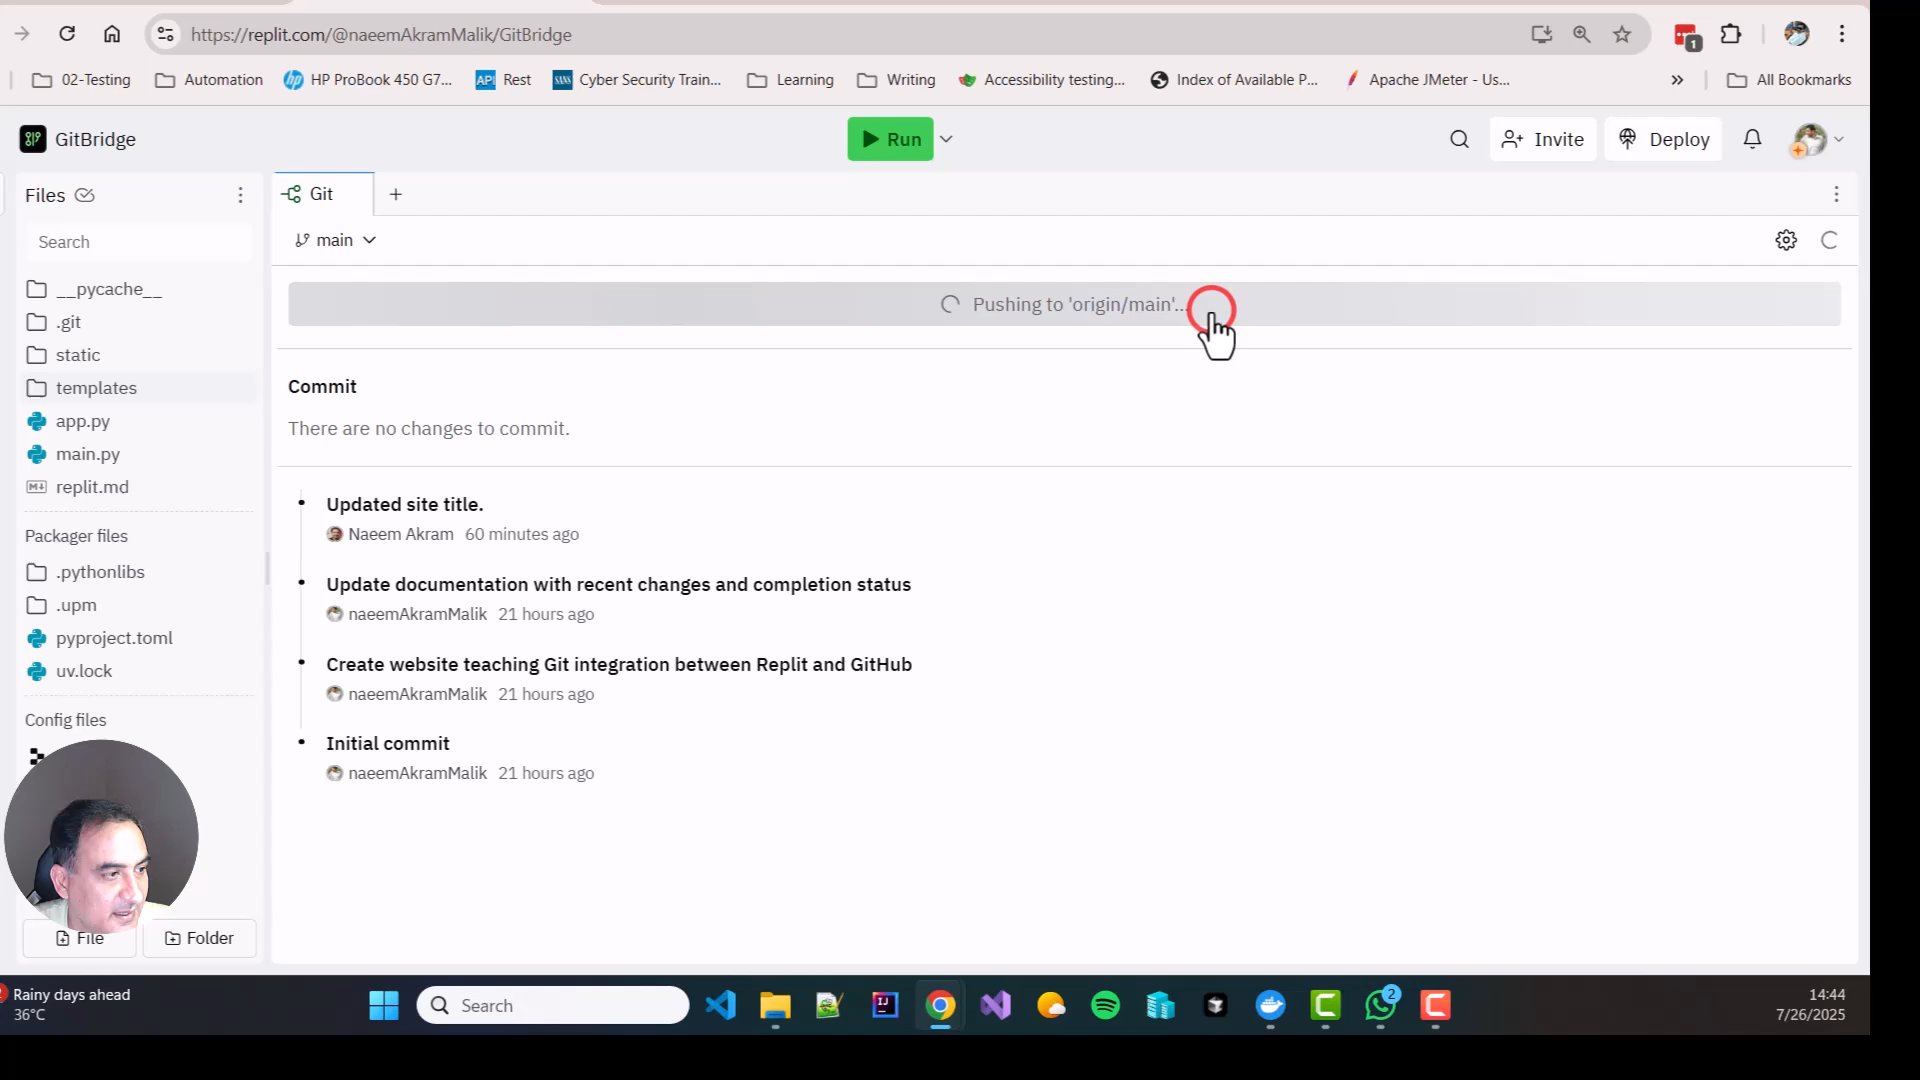 https://replit.com/@naeemAkramMalik/GitBridge
1
02-Testing
Automation
HP ProBook 450 G7...
API Rest
SANS Cyber Security Train...
Learning
Writing
Accessibility testing...
Index of Available P...
Apache JMeter - Us...
All Bookmarks
GitBridge
Run
Invite
Deploy
Files
Git
Search
main
__pycache__
Pushing to 'origin/main'...
.git
static
templates
Commit
app.py
There are no changes to commit.
main.py
replit.md
Updated site title.
Naeem Akram 60 minutes ago
Packager files
.pythonlibs
Update documentation with recent changes and completion status
.upm
naeemAkramMalik 21 hours ago
pyproject.toml
Create website teaching Git integration between Replit and GitHub
uv.lock
naeemAkramMalik 21 hours ago
Config files
Initial commit
naeemAkramMalik 21 hours ago
File
Folder
Rainy days ahead
36°C
Search
2
14:44
7/26/2025